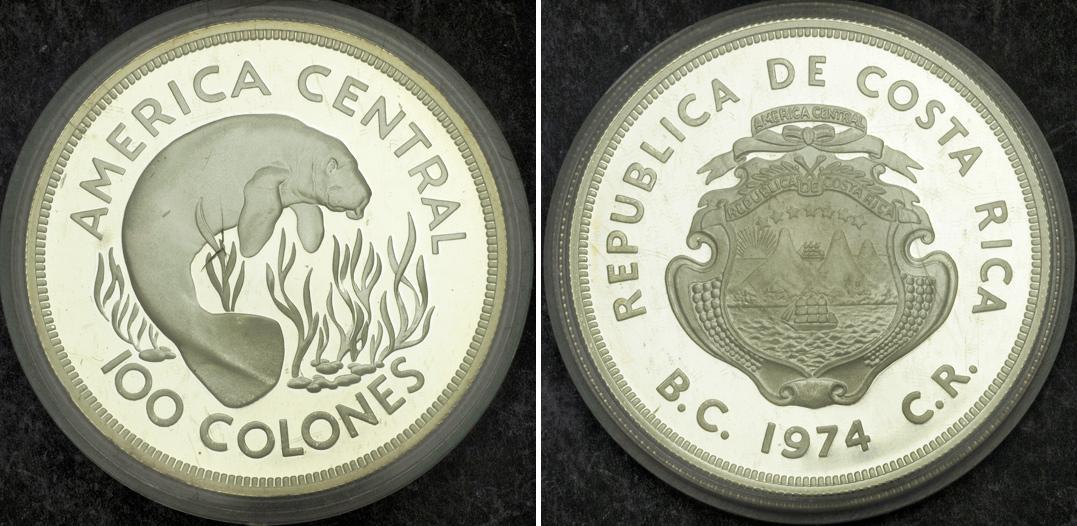 AMERICA CENTRAL
100 COLONES
REPUBLICA DE COSTA RICA
AMERICA CENTRAL
REPUBLICA DE COSTA RICA
B.C. 1974 C.R.